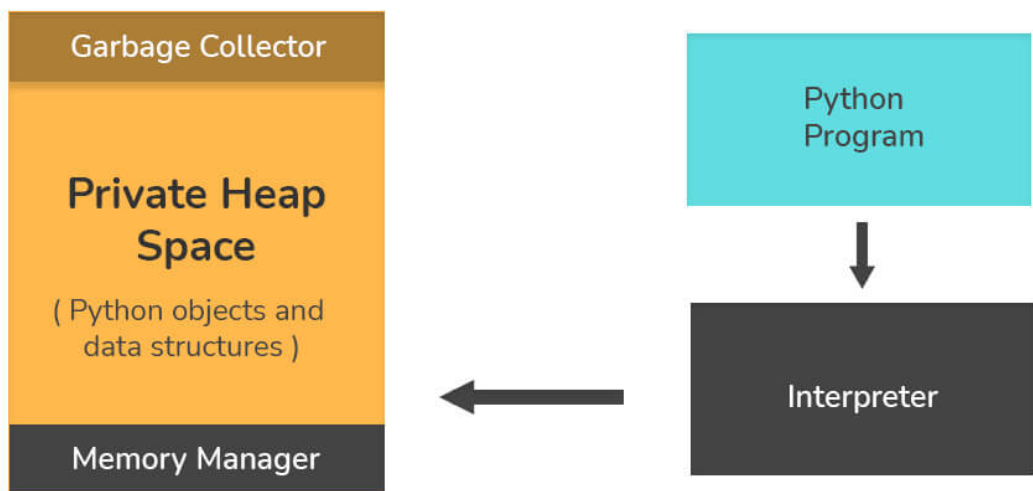 Garbage Collector
Private Heap
Space
( Python objects and
data structures )
Memory Manager
Python
Program
Interpreter